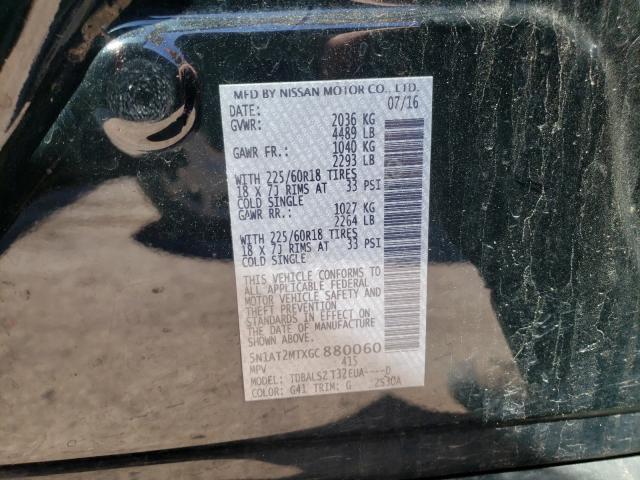 MFD BY NISSAN MOTOR CO., LTD.
DATE: 07/16
GVWR: 2036 KG
4489 LB
GAWR FR.: 1040 KG
2293 LB
WITH 225/60R18 TIRES
18 X 7J RIMS AT 33 PSI
COLD SINGLE
GAWR RR.: 1027 KG
2264 LB
WITH 225/60R18 TIRES
18 X 7J RIMS AT 33 PSI
COLD SINGLE
THIS VEHICLE CONFORMS TO
ALL APPLICABLE FEDERAL
MOTOR VEHICLE SAFETY AND
THEFT PREVENTION
STANDARDS IN EFFECT ON
THE DATE OF MANUFACTURE
SHOWN ABOVE.
5N1AT2MTXGC880060
MPV 415
MODEL: TDBALSZ T32EUA----D
COLOR: G41 TRIM: G 2530A